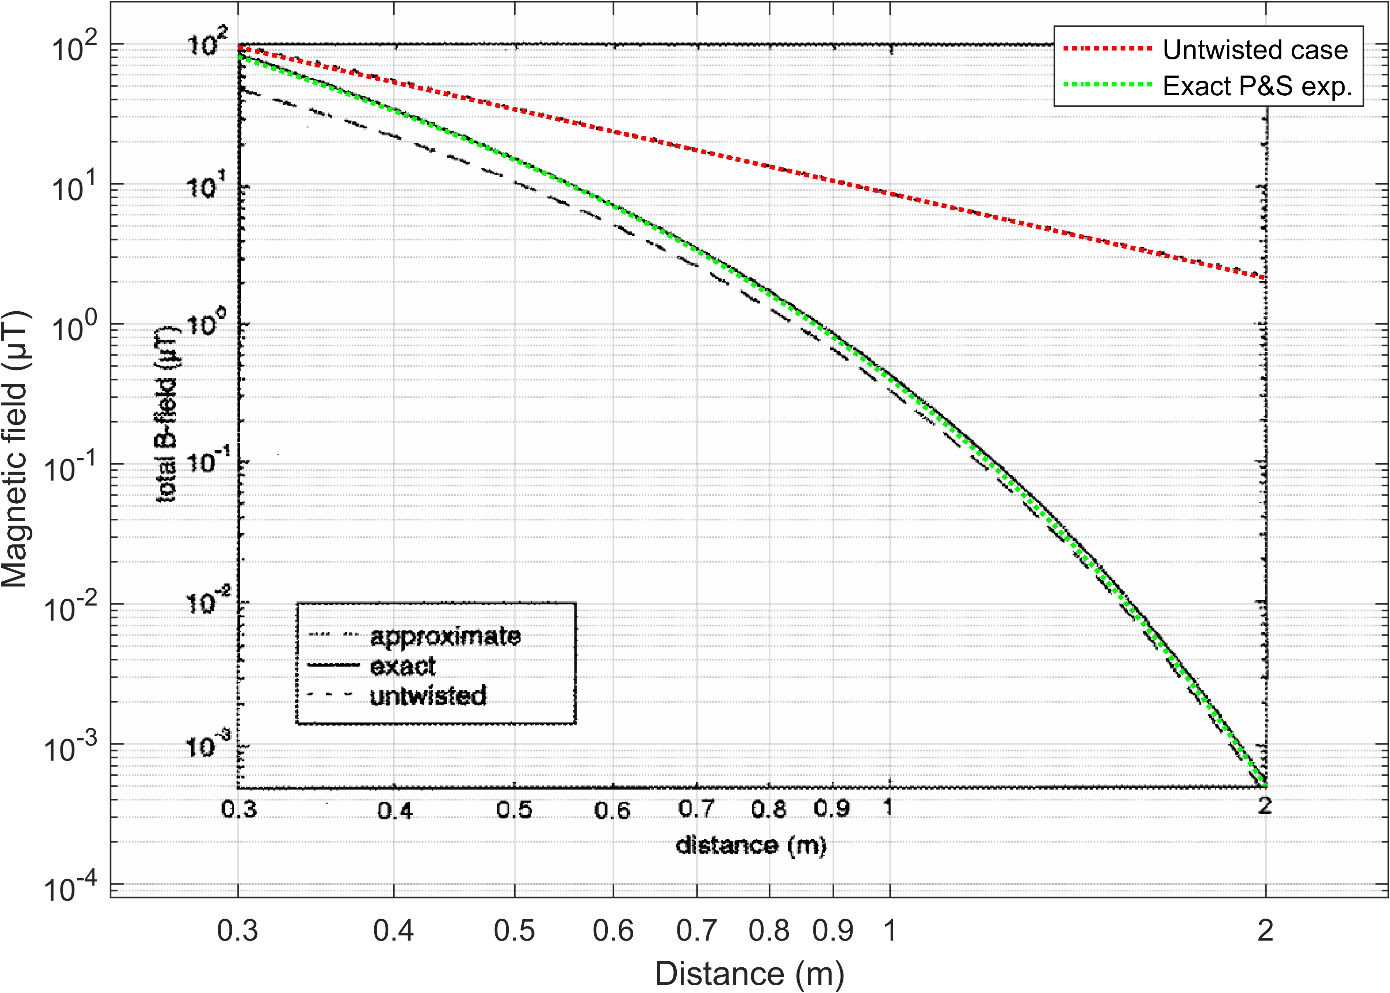 Untwisted case
Exact P&S exp.
Magnetic field (µT)
10²
10¹
10⁰
10⁻¹
10⁻²
10⁻³
10⁻⁴
total B-field (µT)
10²
10¹
10⁰
10⁻¹
10⁻²
10⁻³
approximate
exact
untwisted
0.3 0.4 0.5 0.6 0.7 0.8 0.9 1 2
distance (m)
0.3 0.4 0.5 0.6 0.7 0.8 0.9 1 2
Distance (m)